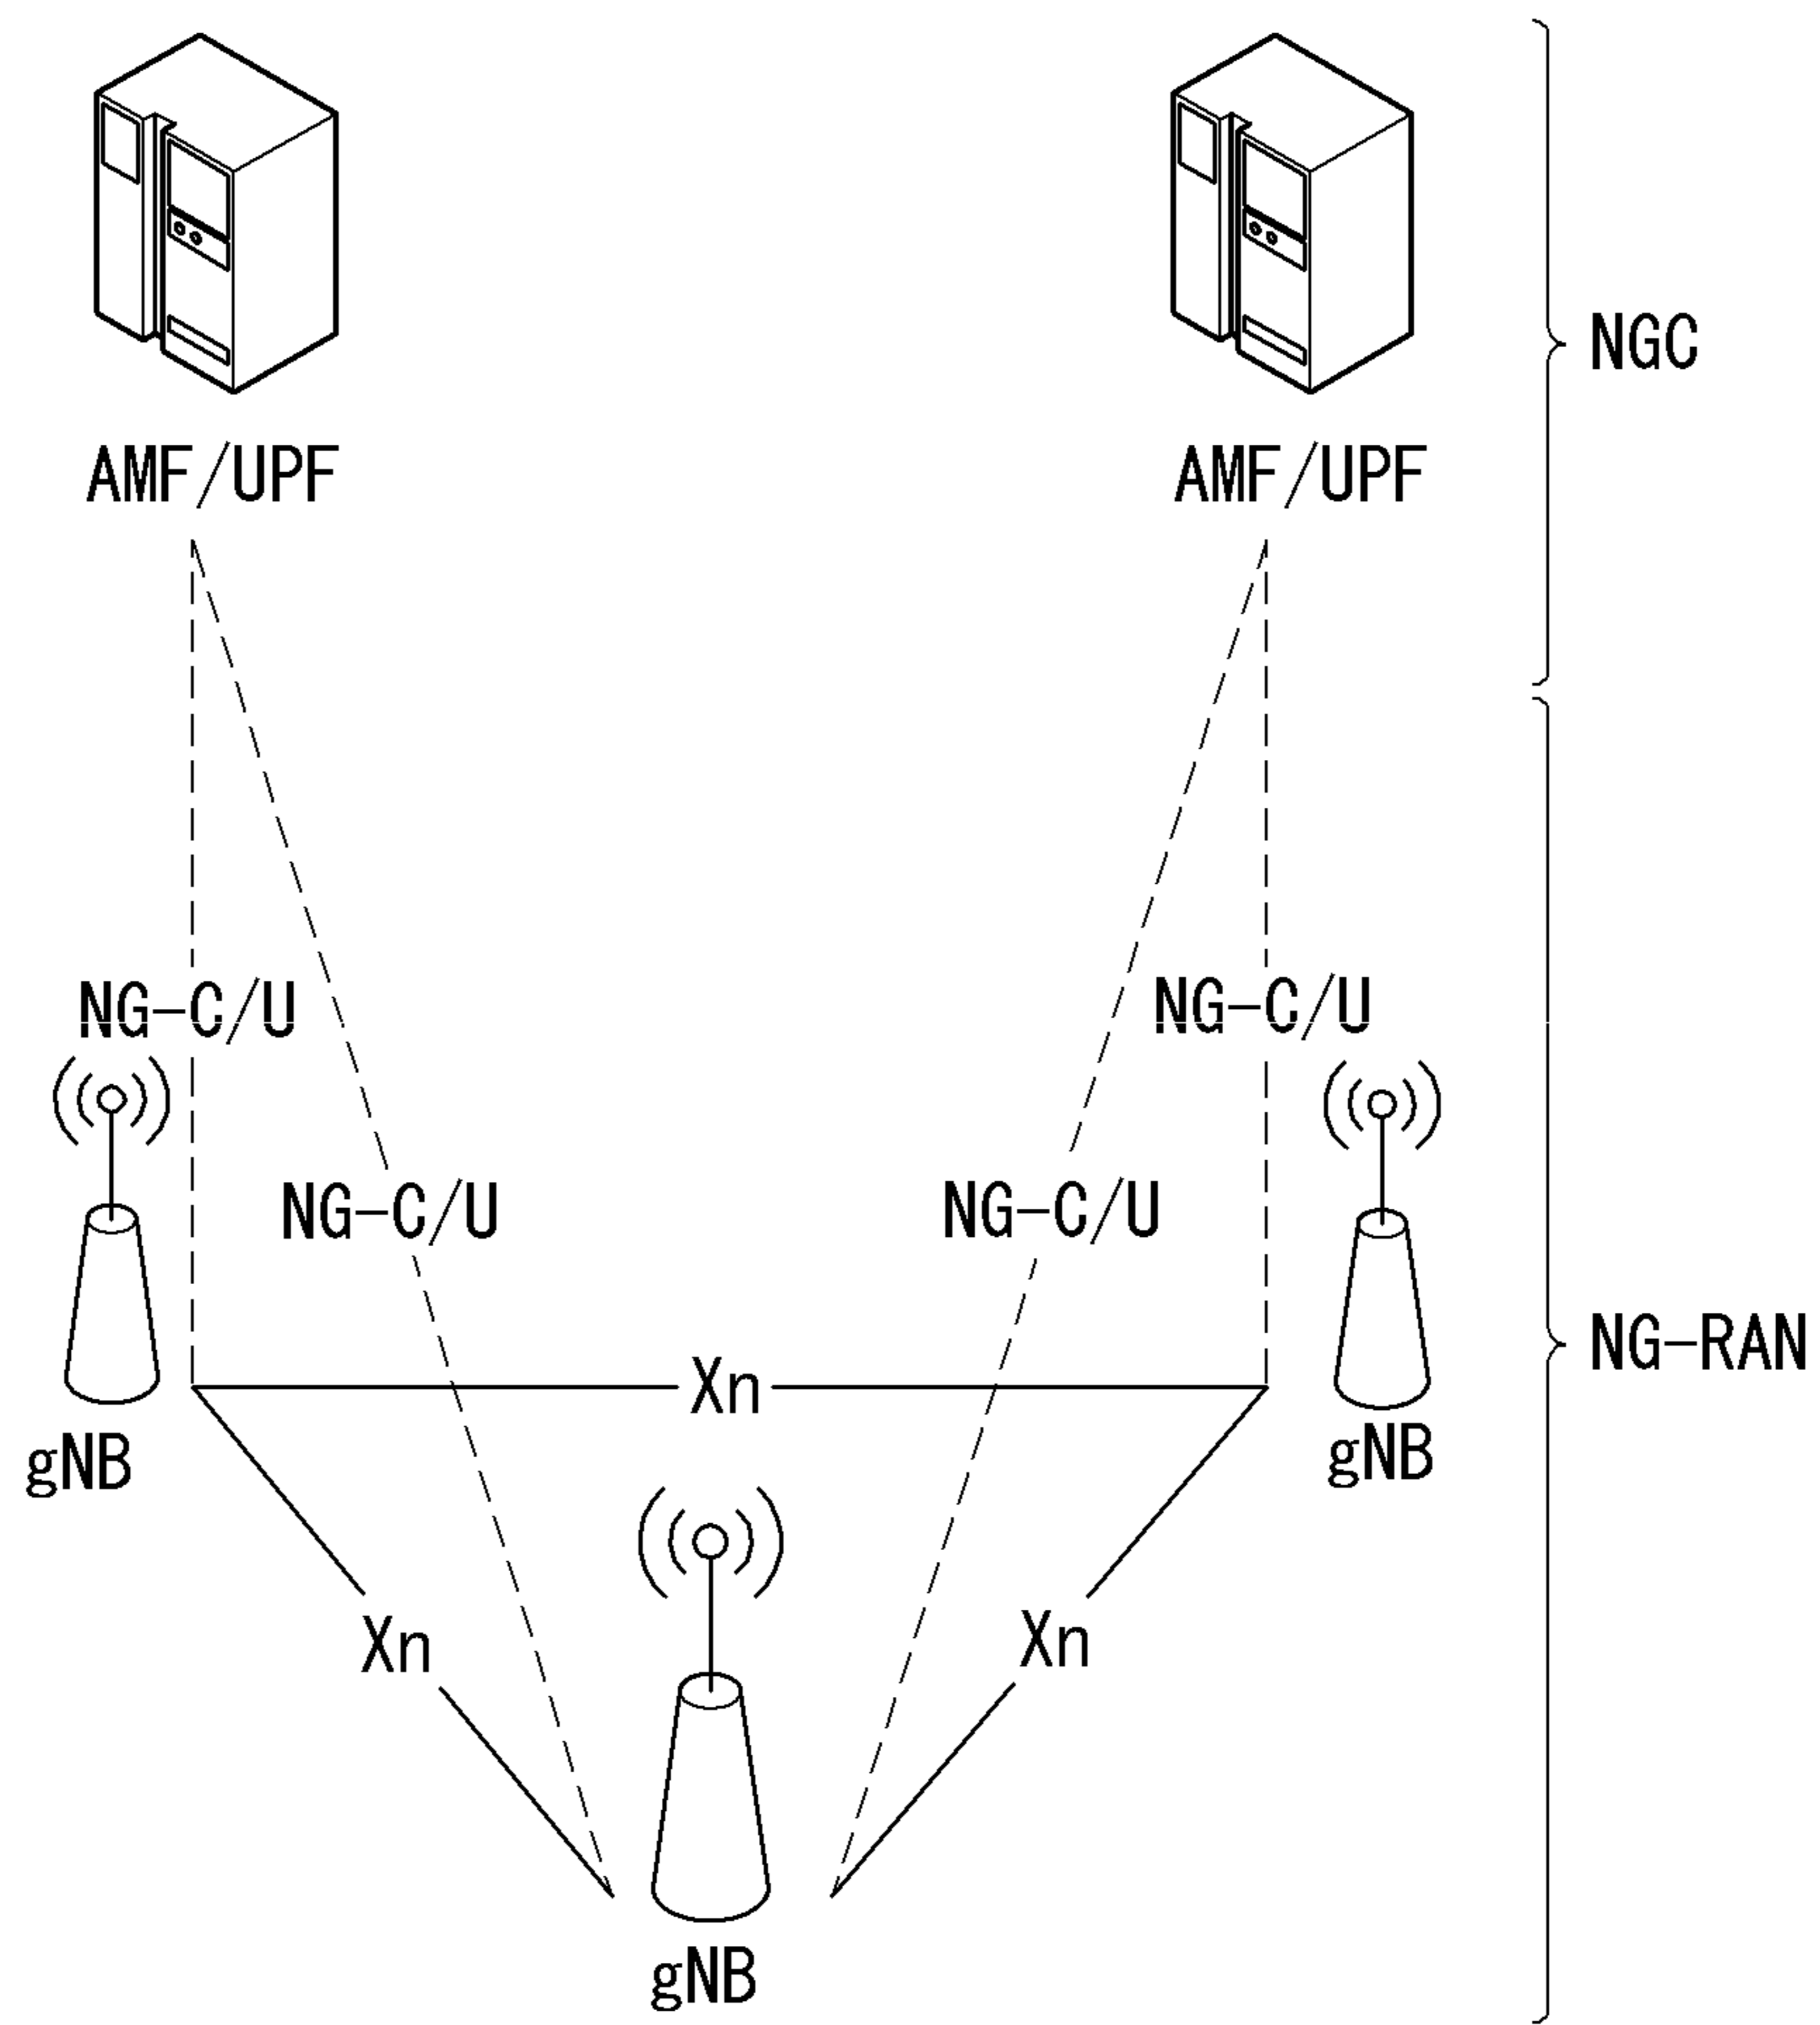 NGC
AMF/UPF
AMF/UPF
NG-C/U
NG-C/U
NG-C/U
NG-C/U
NG-RAN
Xn
gNB
gNB
Xn
Xn
gNB